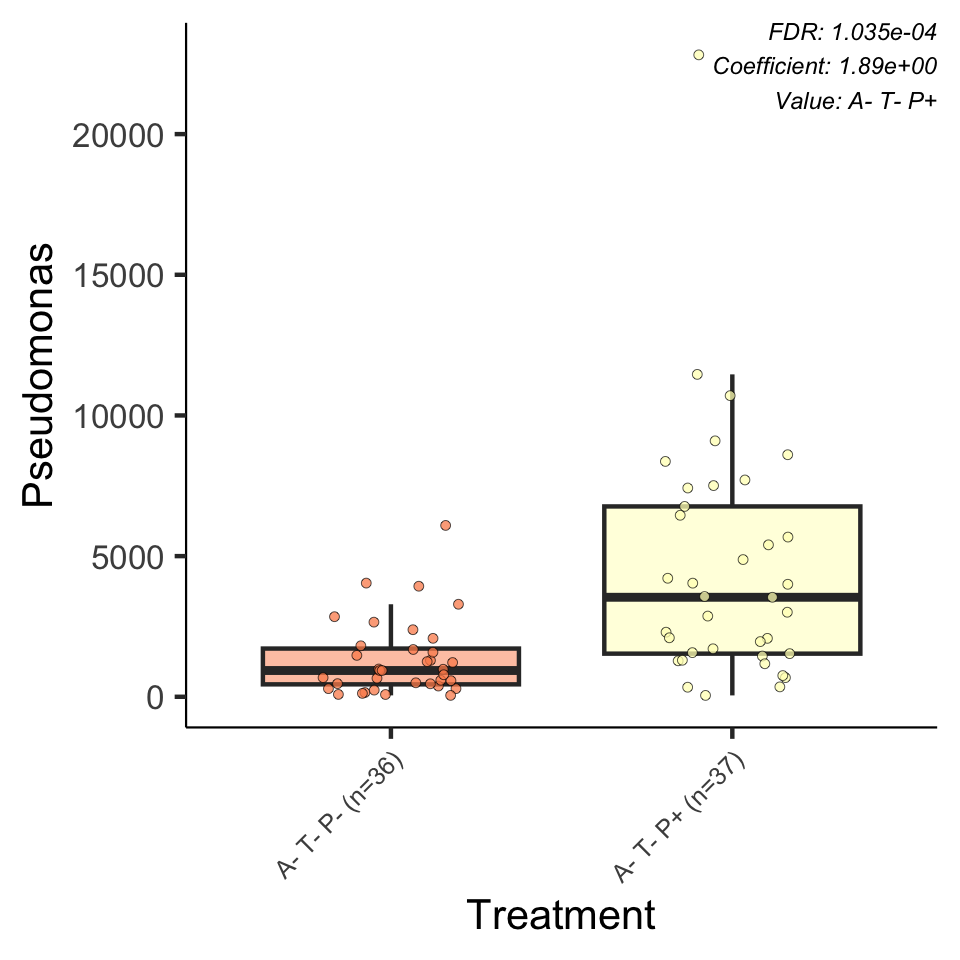 FDR: 1.035e-04
Coefficient: 1.89e+00
Value: A- T- P+
Pseudomonas
20000
15000
10000
5000
0
A- T- P- (n=36)
A- T- P+ (n=37)
Treatment